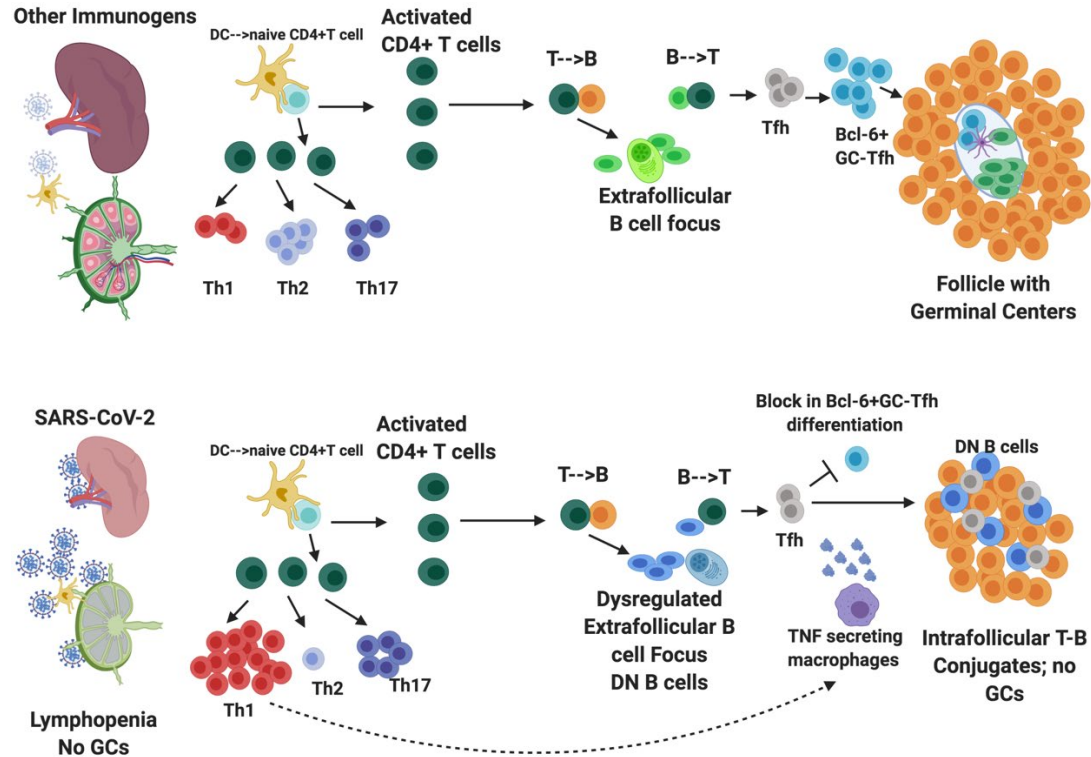 Other Immunogens
DC-->naive CD4+T cell
Activated
CD4+ T cells
T-->B
B-->T
Tfh
Bcl-6+
GC-Tfh
Extrafollicular
B cell focus
Th1
Th2
Th17
Follicle with
Germinal Centers
SARS-CoV-2
DC-->naive CD4+T cell
Activated
CD4+ T cells
T-->B
B-->T
Block in Bcl-6+GC-Tfh
differentiation
Tfh
DN B cells
Dysregulated
Extrafollicular B
cell Focus
DN B cells
TNF secreting
macrophages
Intrafollicular T-B
Conjugates; no
GCs
Th1
Th2
Th17
Lymphopenia
No GCs